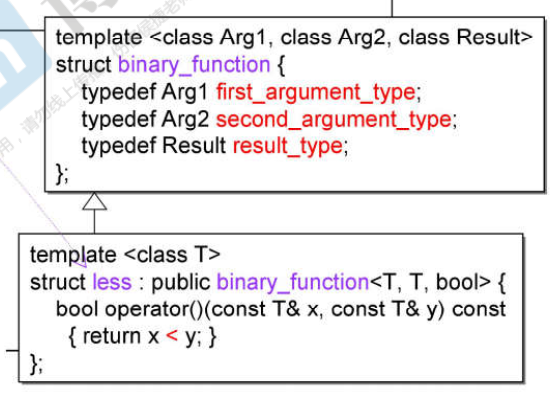 template <class Arg1, class Arg2, class Result>
struct binary_function {
typedef Arg1 first_argument_type;
typedef Arg2 second_argument_type;
typedef Result result_type;
};
template <class T>
struct less : public binary_function<T, T, bool> {
bool operator()(const T& x, const T& y) const
{ return x < y; }
};